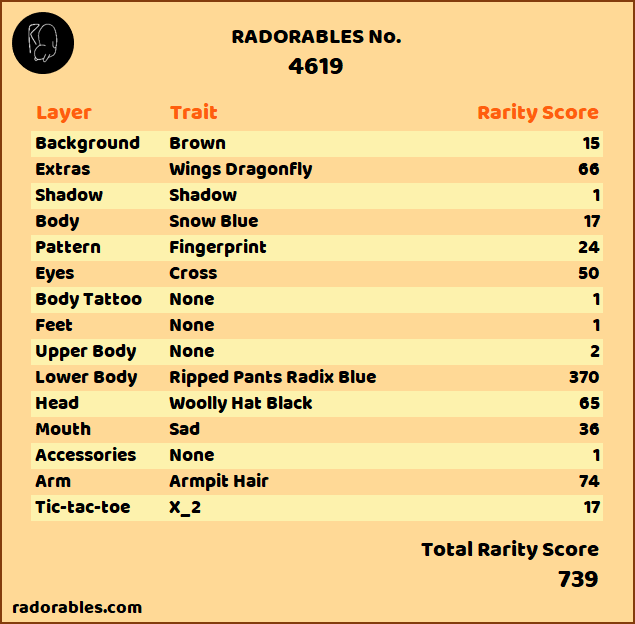 RADORABLES No.
4619
Layer Trait Rarity Score
Background Brown 15
Extras Wings Dragonfly 66
Shadow Shadow 1
Body Snow Blue 17
Pattern Fingerprint 24
Eyes Cross 50
Body Tattoo None 1
Feet None 1
Upper Body None 2
Lower Body Ripped Pants Radix Blue 370
Head Woolly Hat Black 65
Mouth Sad 36
Accessories None 1
Arm Armpit Hair 74
Tic-tac-toe X_2 17
Total Rarity Score
739
radorables.com